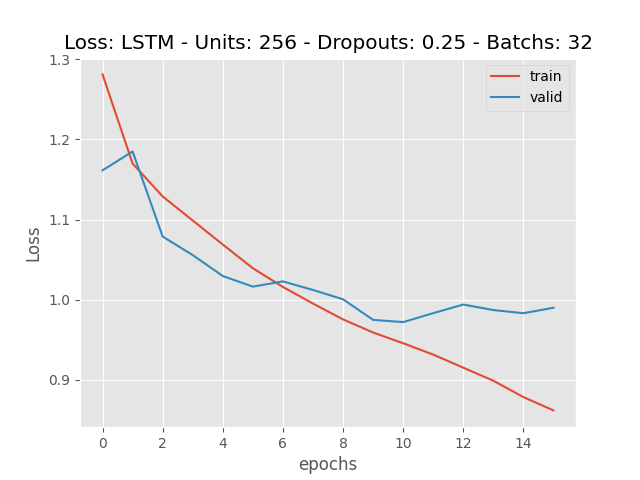 Loss: LSTM - Units: 256 - Dropouts: 0.25 - Batchs: 32
train
valid
Loss
1.3
1.2
1.1
1.0
0.9
0 2 4 6 8 10 12 14
epochs